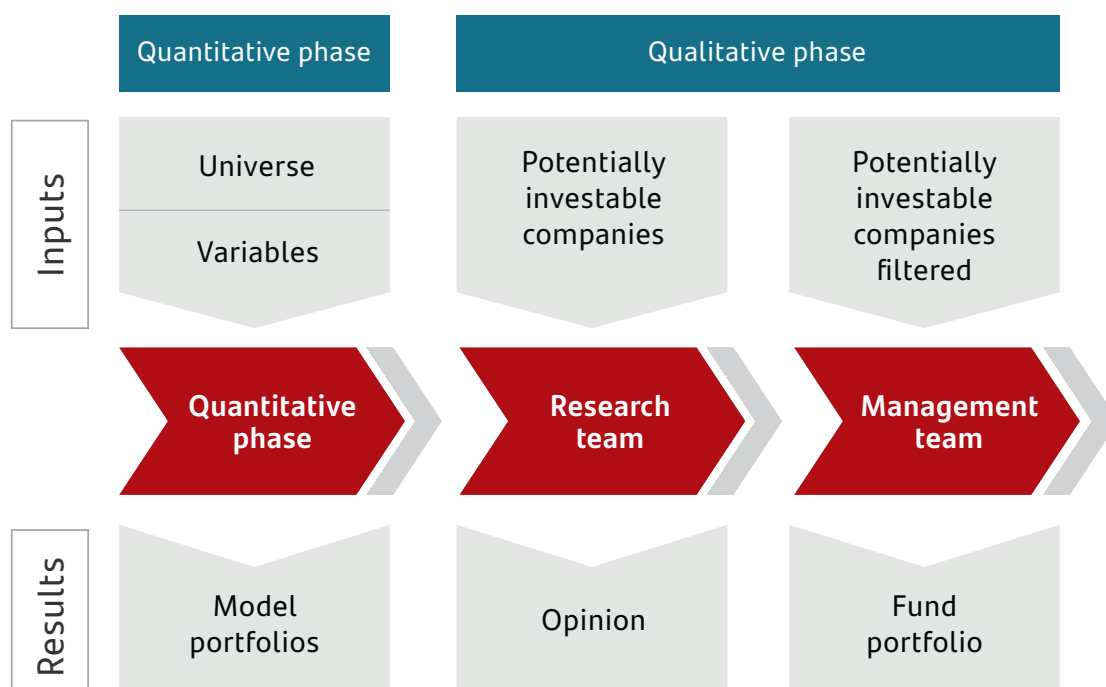 Quantitative phase
Qualitative phase
Inputs
Universe
Variables
Potentially
investable
companies
Potentially
investable
companies
filtered
Quantitative
phase
Research
team
Management
team
Results
Model
portfolios
Opinion
Fund
portfolio